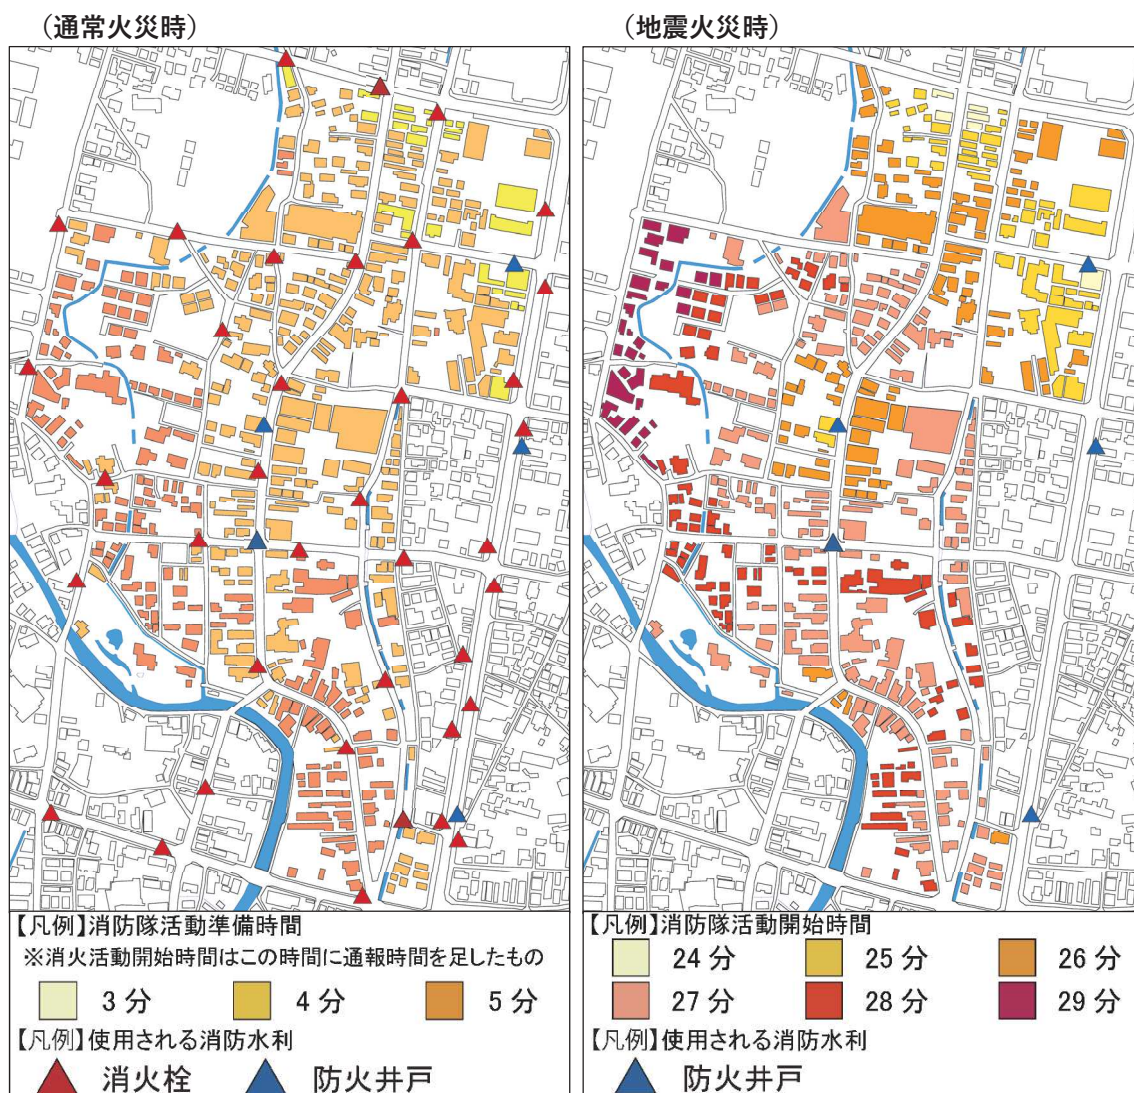 （通常火災時）
（地震火災時）
【凡例】消防隊活動準備時間
※消火活動開始時間はこの時間に通報時間を足したもの
3分
4分
5分
【凡例】使用される消防水利
消火栓
防火井戸
【凡例】消防隊活動開始時間
24分
25分
26分
27分
28分
29分
【凡例】使用される消防水利
防火井戸